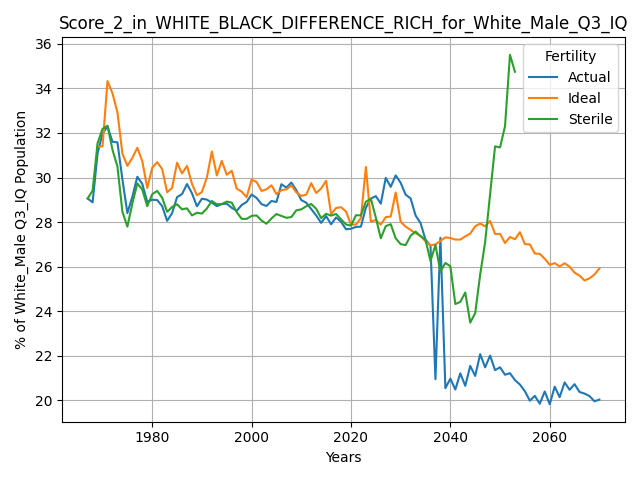 Score_2_in_WHITE_BLACK_DIFFERENCE_RICH_for_White_Male_Q3_IQ
% of White_Male Q3_IQ Population
36
34
32
30
28
26
24
22
20
Fertility
Actual
Ideal
Sterile
1980
2000
2020
2040
2060
Years